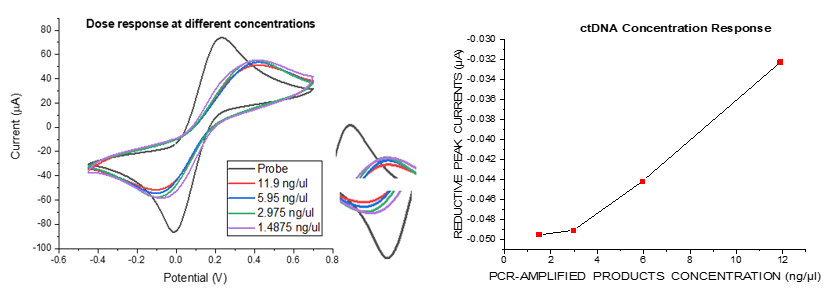 Dose response at different concentrations
80
60
40
20
0
-20
-40
-60
-80
-100
Current (µA)
Probe
11.9 ng/ul
5.95 ng/ul
2.975 ng/ul
1.4875 ng/ul
-0.6 -0.4 -0.2 0.0 0.2 0.4 0.6 0.8
Potential (V)
ctDNA Concentration Response
-0.030
-0.032
-0.034
-0.036
-0.038
-0.040
-0.042
-0.044
-0.046
-0.048
-0.050
REDUCTIVE PEAK CURRENTS (µA)
0 2 4 6 8 10 12
PCR-AMPLIFIED PRODUCTS CONCENTRATION (ng/µl)